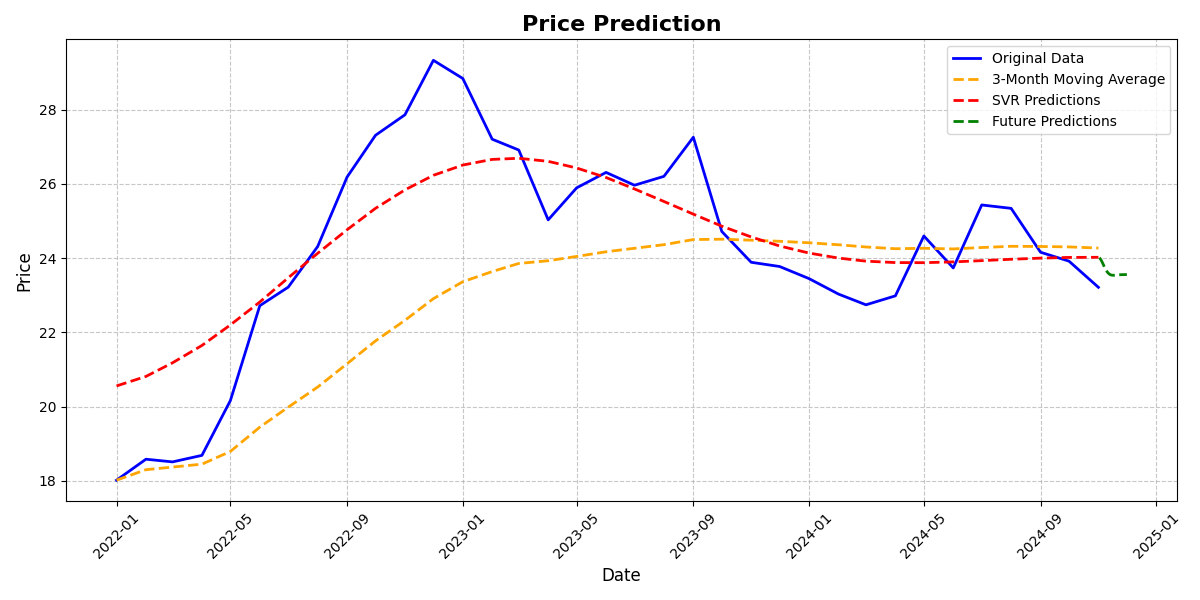 Price Prediction
Original Data
3-Month Moving Average
SVR Predictions
Future Predictions
Price
28
26
24
22
20
18
2022-01
2022-05
2022-09
2023-01
2023-05
2023-09
2024-01
2024-05
2024-09
2025-01
Date